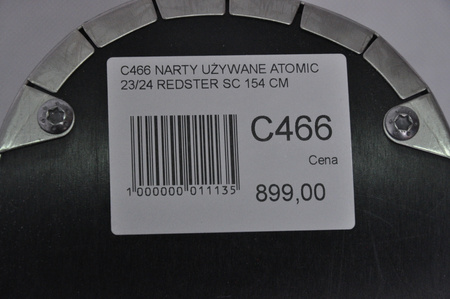 C466 NARTY UŻYWANE ATOMIC
23/24 REDSTER SC 154 CM
C466
Cena
1 000000 011135
899,00